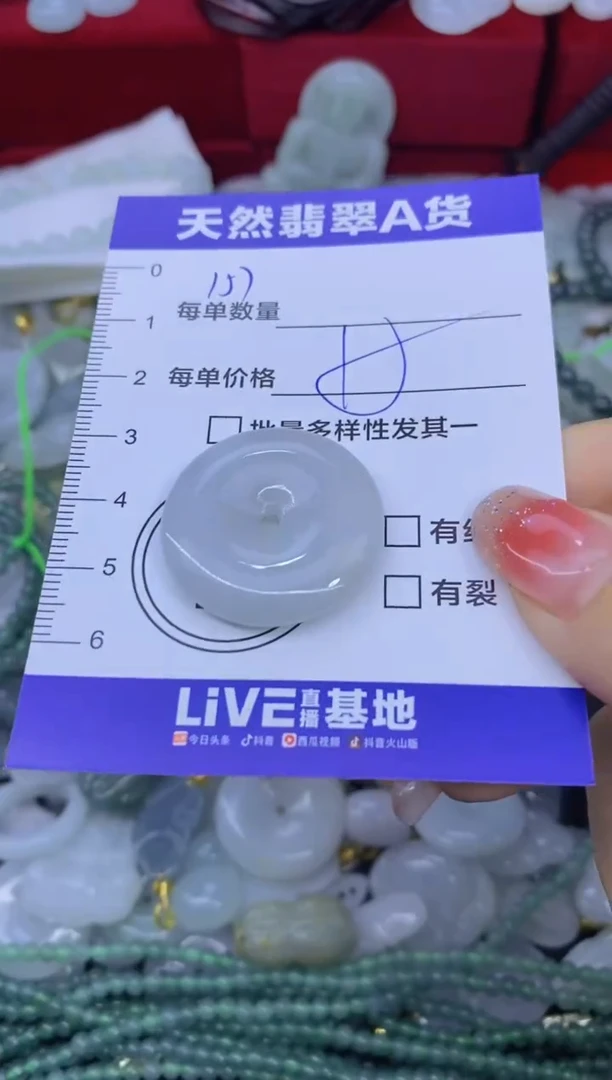 天然翡翠A货
0
157
每单数量
1
2 每单价格
3 批量多样性发其一
4
有
5
有裂
6
LiVE直播基地
今日头条 抖音 西瓜视频 抖音火山版